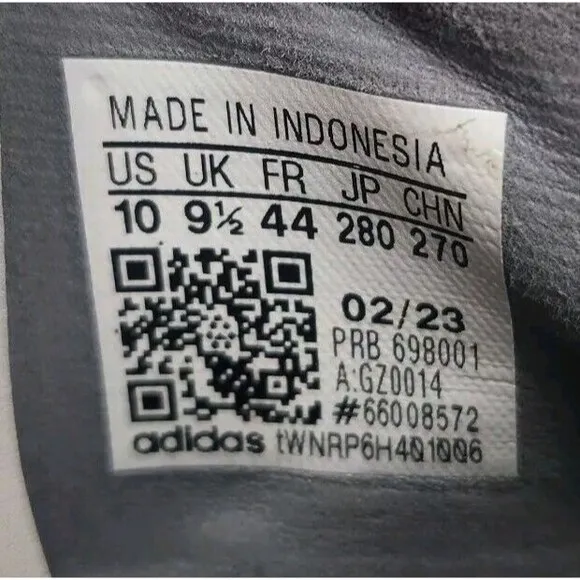 MADE IN INDONESIA
US UK FR JP CHN
10 9½ 44 280 270
02/23
PRB 698001
A:GZ0014
#66008572
adidas tWNRP6H4Q1QQ6